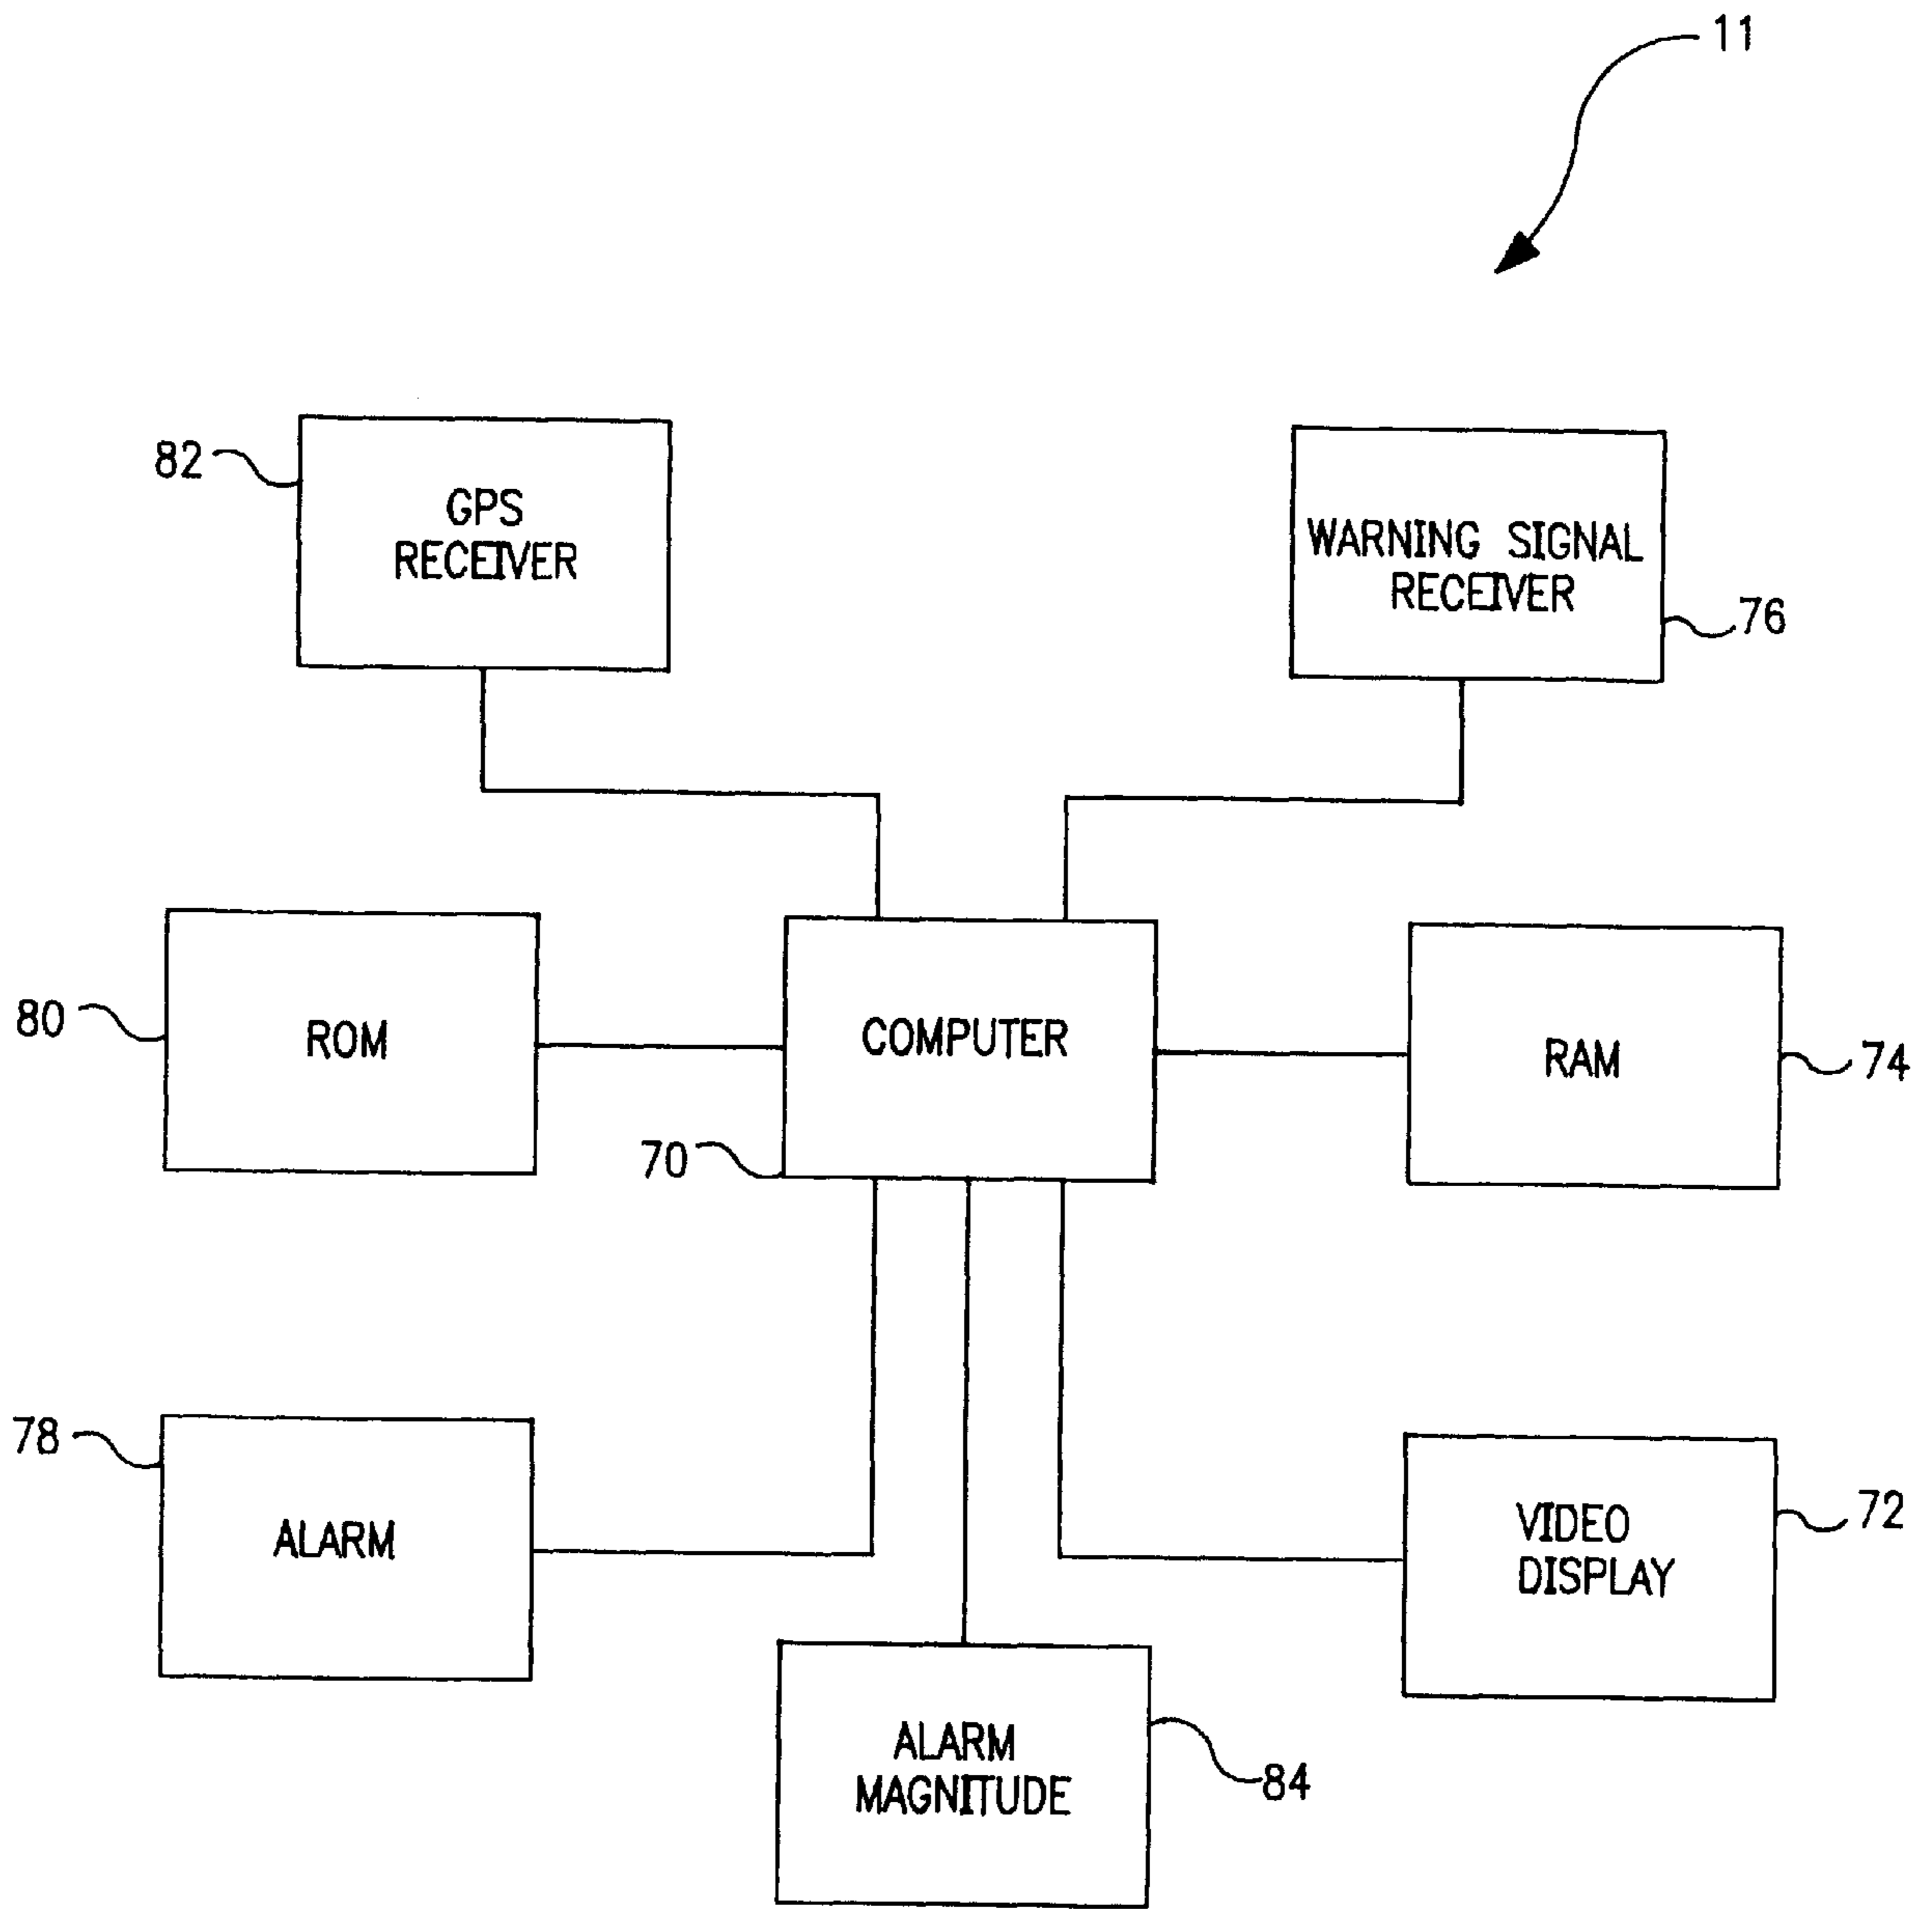 11
82
GPS
RECEIVER
WARNING SIGNAL
RECEIVER
76
80
ROM
COMPUTER
70
RAM
74
78
ALARM
VIDEO
DISPLAY
72
ALARM
MAGNITUDE
84